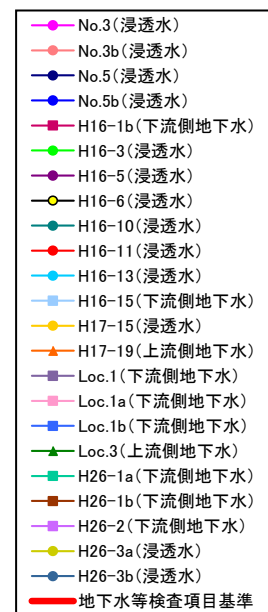 No.3(浸透水)
No.3b(浸透水)
No.5(浸透水)
No.5b(浸透水)
H16-1b(下流側地下水)
H16-3(浸透水)
H16-5(浸透水)
H16-6(浸透水)
H16-10(浸透水)
H16-11(浸透水)
H16-13(浸透水)
H16-15(下流側地下水)
H17-15(浸透水)
H17-19(上流側地下水)
Loc.1(下流側地下水)
Loc.1a(下流側地下水)
Loc.1b(下流側地下水)
Loc.3(上流側地下水)
H26-1a(下流側地下水)
H26-1b(下流側地下水)
H26-2(下流側地下水)
H26-3a(浸透水)
H26-3b(浸透水)
地下水等検査項目基準